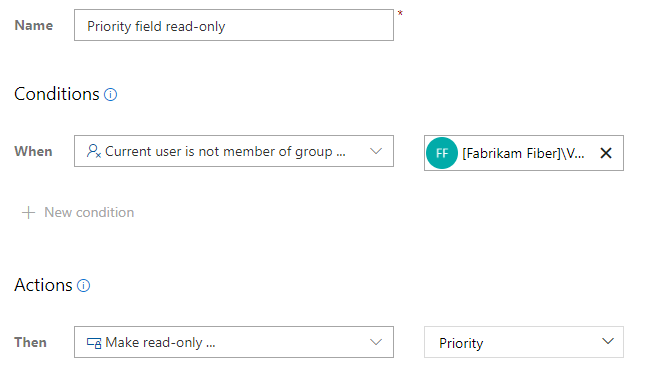 Name Priority field read-only *
Conditions
When Current user is not member of group ... FF [Fabrikam Fiber]\V...
New condition
Actions
Then Make read-only ... Priority